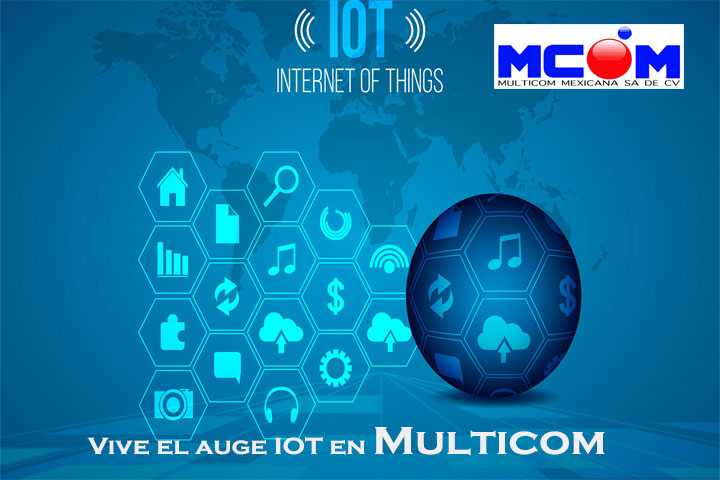 IOT
INTERNET OF THINGS
MCOM
MULTICOM MEXICANA SA DE CV
$
$
VIVE EL AUGE IOT EN MULTICOM